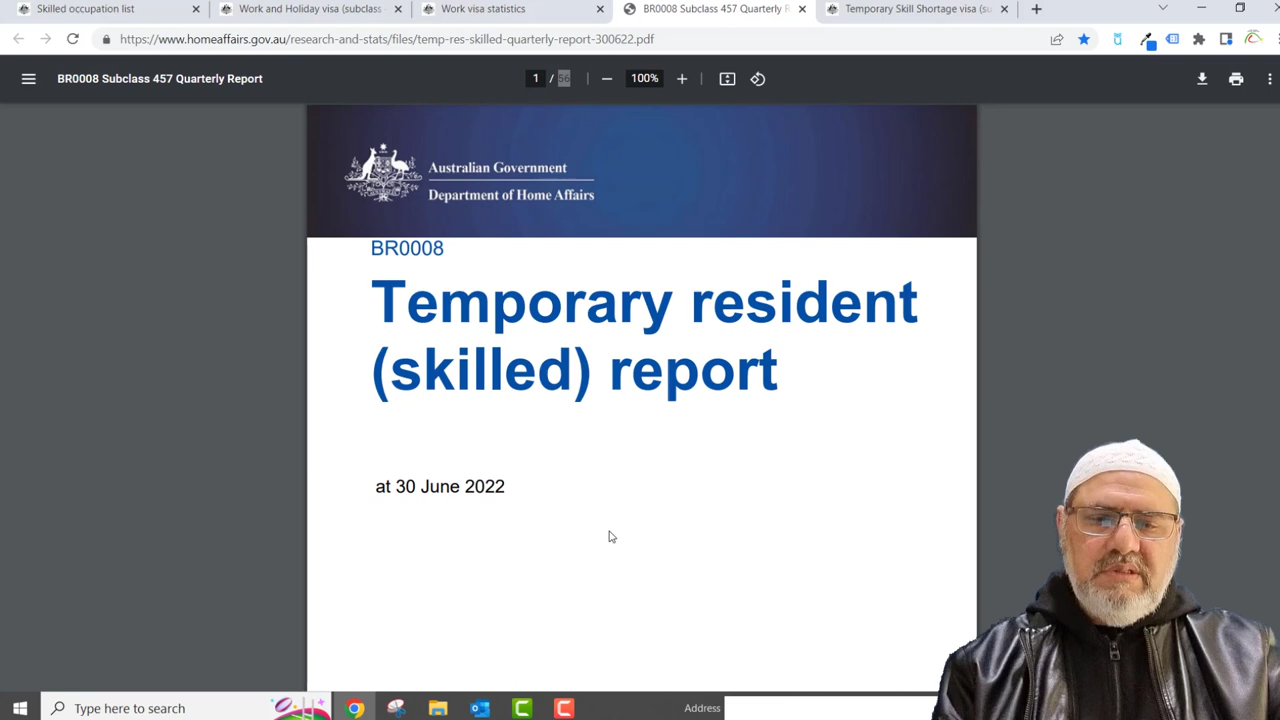 Skilled occupation list
Work and Holiday visa (subclass
Work visa statistics
BR0008 Subclass 457 Quarterly R
Temporary Skill Shortage visa (su
https://www.homeaffairs.gov.au/research-and-stats/files/temp-res-skilled-quarterly-report-300622.pdf
BR0008 Subclass 457 Quarterly Report
1 / 56
100%
Australian Government
Department of Home Affairs
BR0008
Temporary resident
(skilled) report
at 30 June 2022
Type here to search
Address